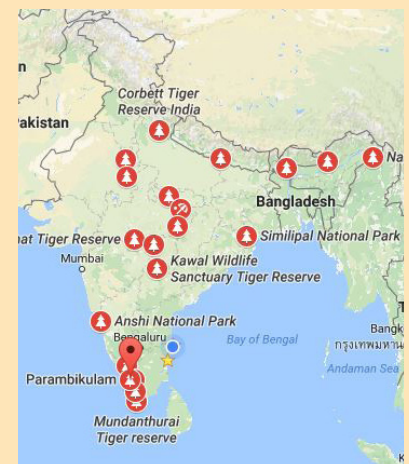 n
Corbett Tiger
Reserve India
Pakistan
Na
Bangladesh
nat Tiger Reserve
Similipal National Park
Mumbai
Kawal Wildlife
Sanctuary Tiger Reserve
Anshi National Park
Bengaluru
Bay of Bengal
Bangk
กรุงเทพมหาน
Andaman Sea
Parambikulam
Mundanthurai
Tiger reserve